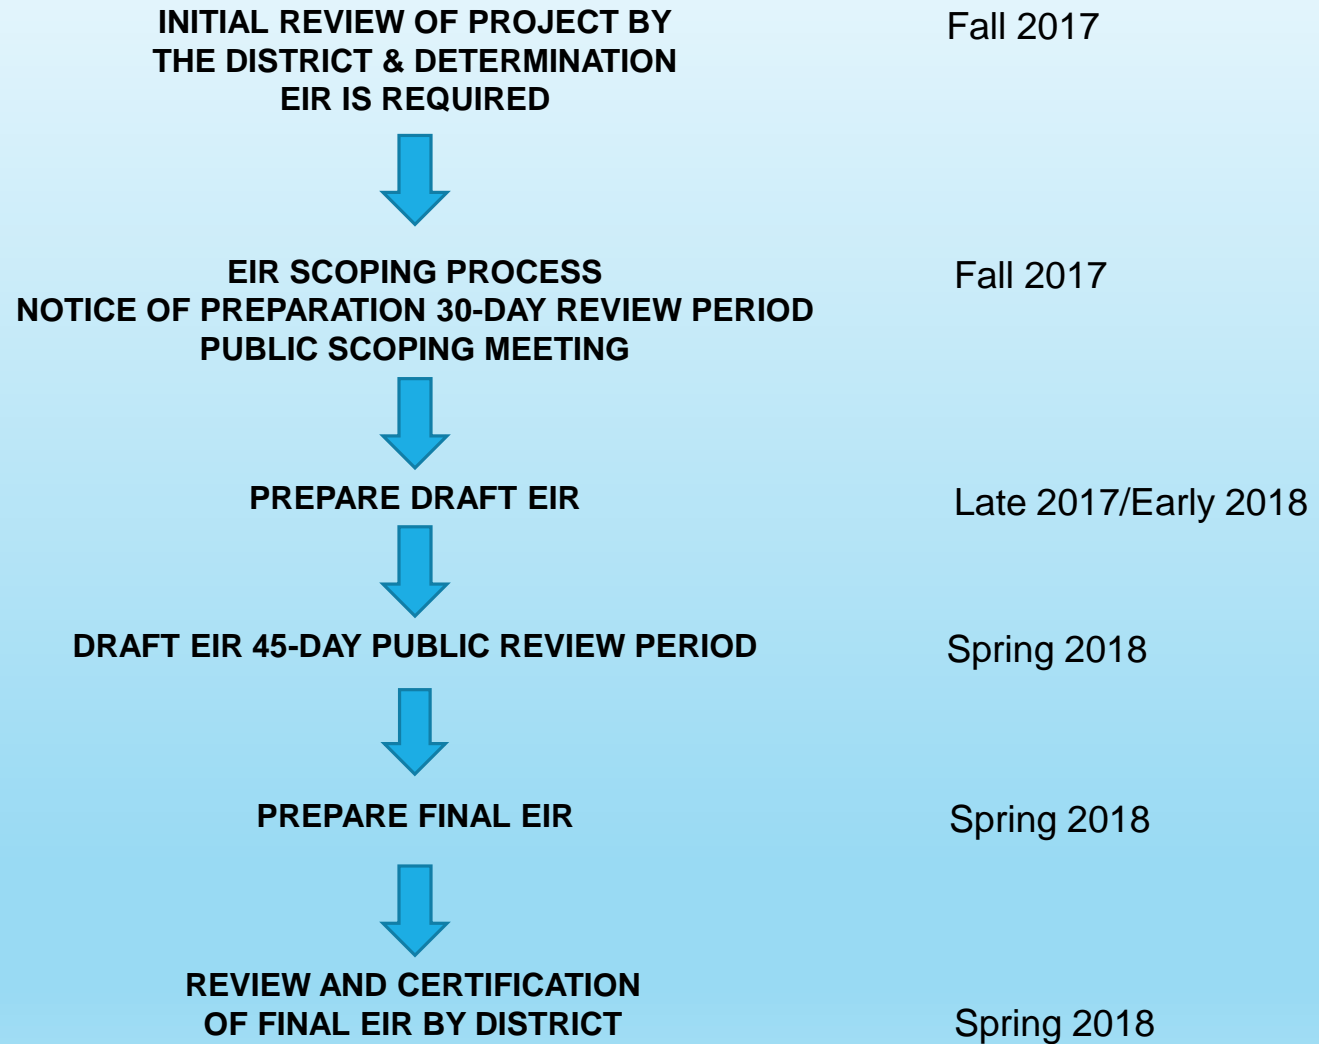 INITIAL REVIEW OF PROJECT BY
THE DISTRICT & DETERMINATION
EIR IS REQUIRED
Fall 2017
EIR SCOPING PROCESS
NOTICE OF PREPARATION 30-DAY REVIEW PERIOD
PUBLIC SCOPING MEETING
Fall 2017
PREPARE DRAFT EIR
Late 2017/Early 2018
DRAFT EIR 45-DAY PUBLIC REVIEW PERIOD
Spring 2018
PREPARE FINAL EIR
Spring 2018
REVIEW AND CERTIFICATION
OF FINAL EIR BY DISTRICT
Spring 2018